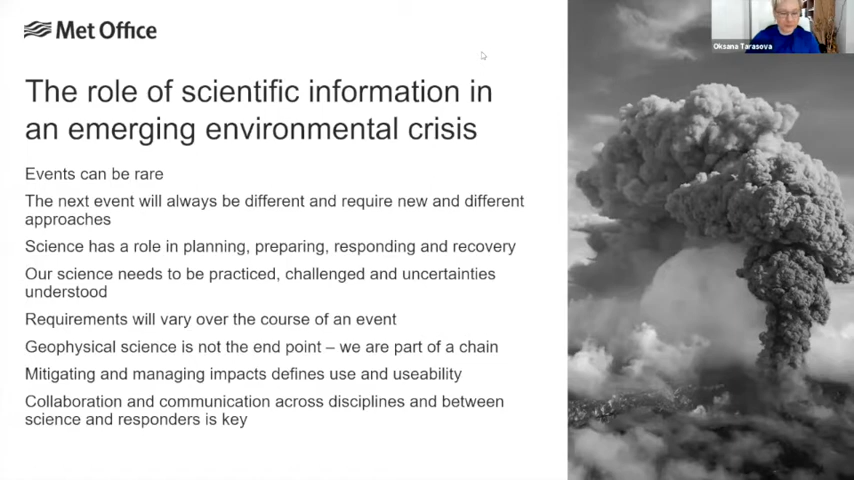 Met Office
Oksana Tarasova
The role of scientific information in
an emerging environmental crisis
Events can be rare
The next event will always be different and require new and different
approaches
Science has a role in planning, preparing, responding and recovery
Our science needs to be practiced, challenged and uncertainties
understood
Requirements will vary over the course of an event
Geophysical science is not the end point – we are part of a chain
Mitigating and managing impacts defines use and useability
Collaboration and communication across disciplines and between
science and responders is key